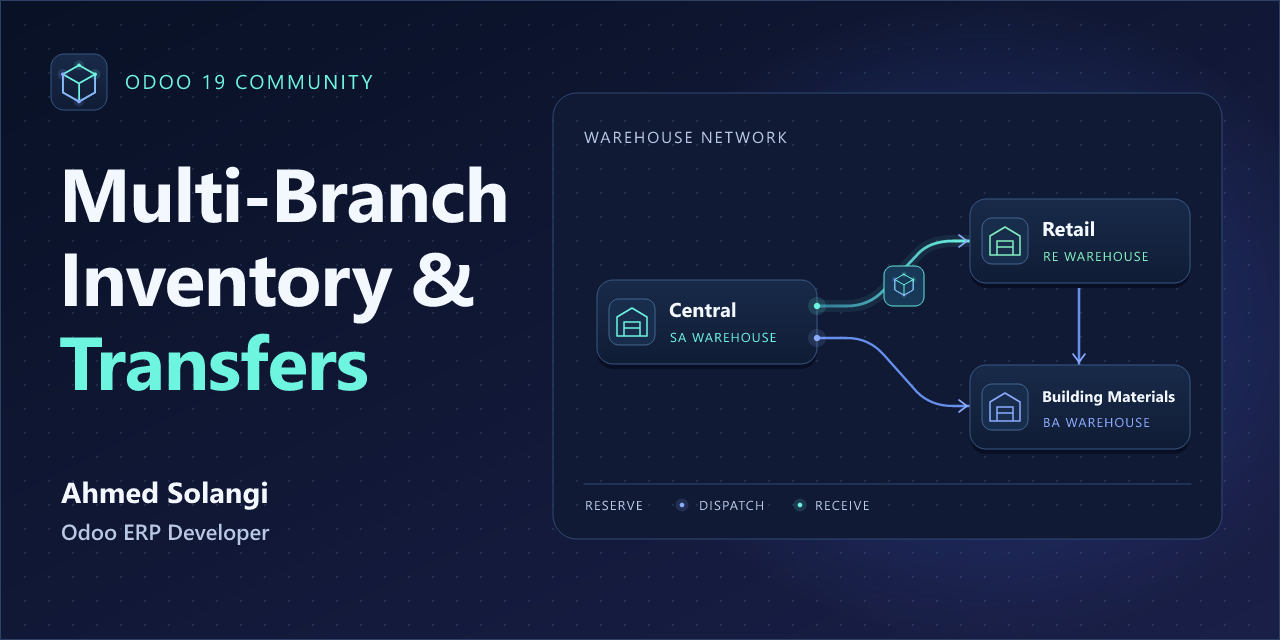 ODOO 19 COMMUNITY
Multi-Branch
Inventory &
Transfers
Ahmed Solangi
Odoo ERP Developer
WAREHOUSE NETWORK
Central
SA WAREHOUSE
Retail
RE WAREHOUSE
Building Materials
BA WAREHOUSE
RESERVE DISPATCH RECEIVE